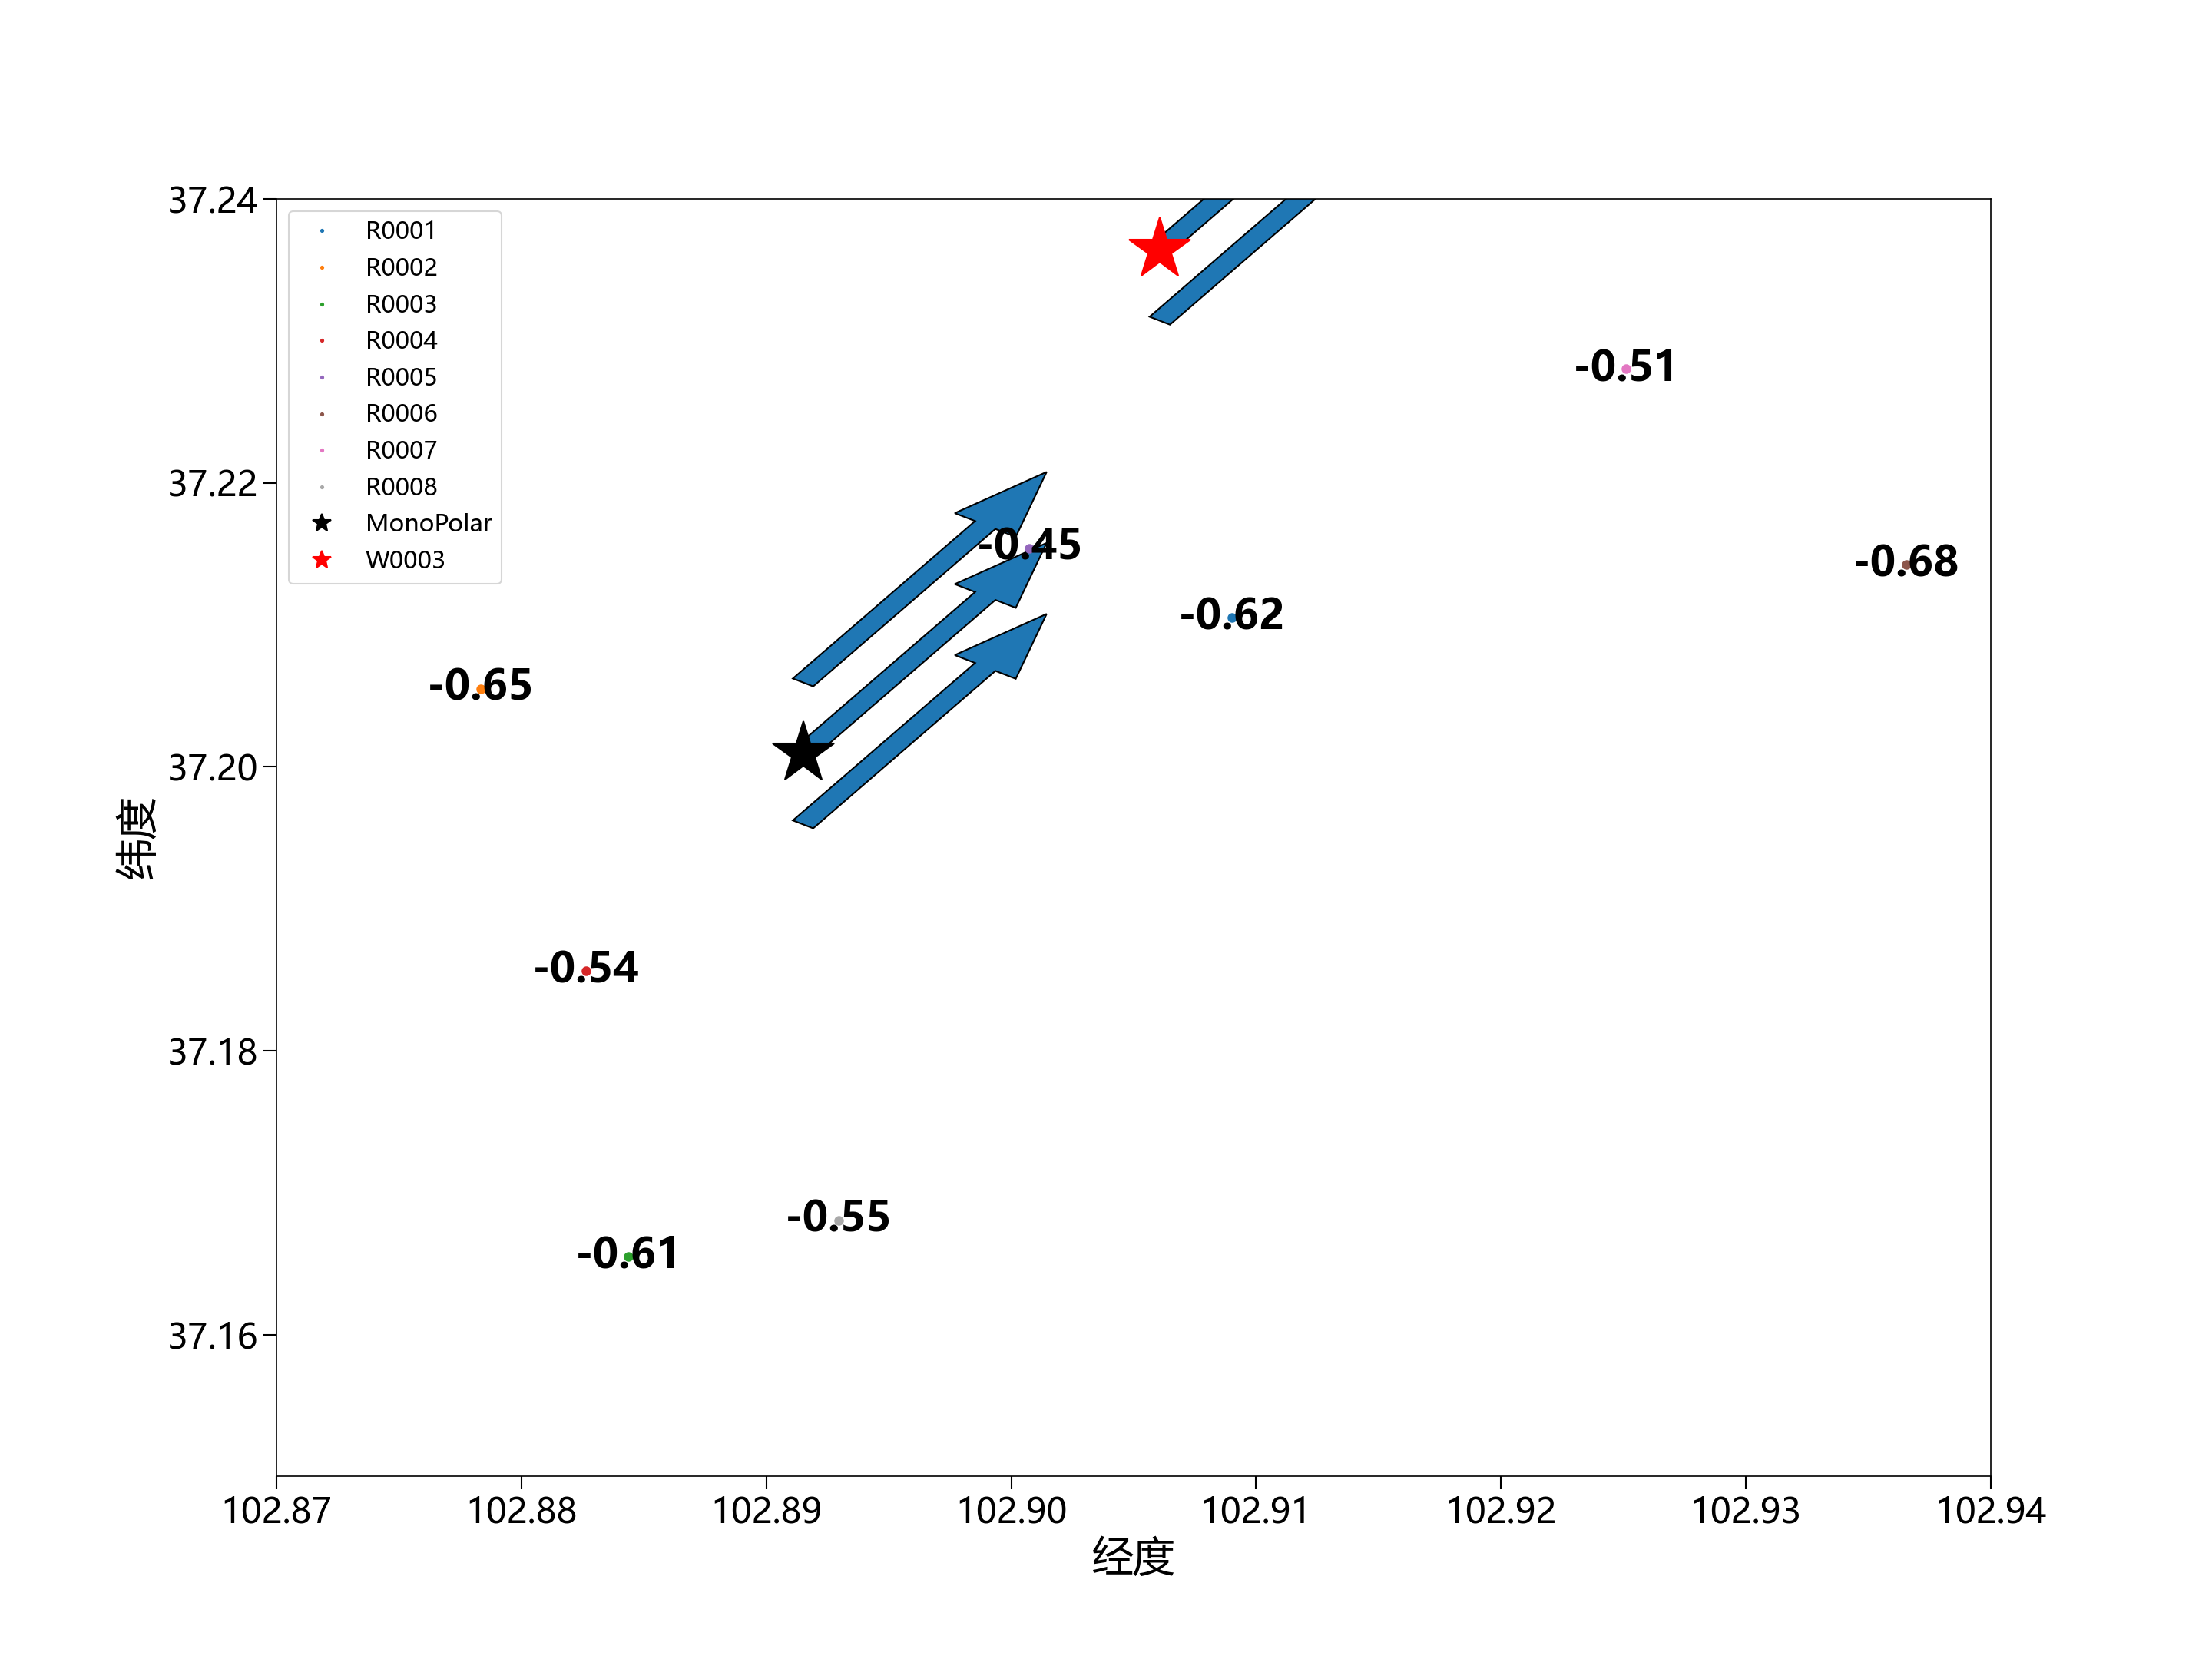 37.24
R0001
R0002
R0003
R0004
R0005
R0006
R0007
R0008
MonoPolar
W0003
-0.51
37.22
-0.45
-0.68
-0.62
-0.65
37.20
纬度
-0.54
37.18
-0.55
-0.61
37.16
102.87 102.88 102.89 102.90 102.91 102.92 102.93 102.94
经度